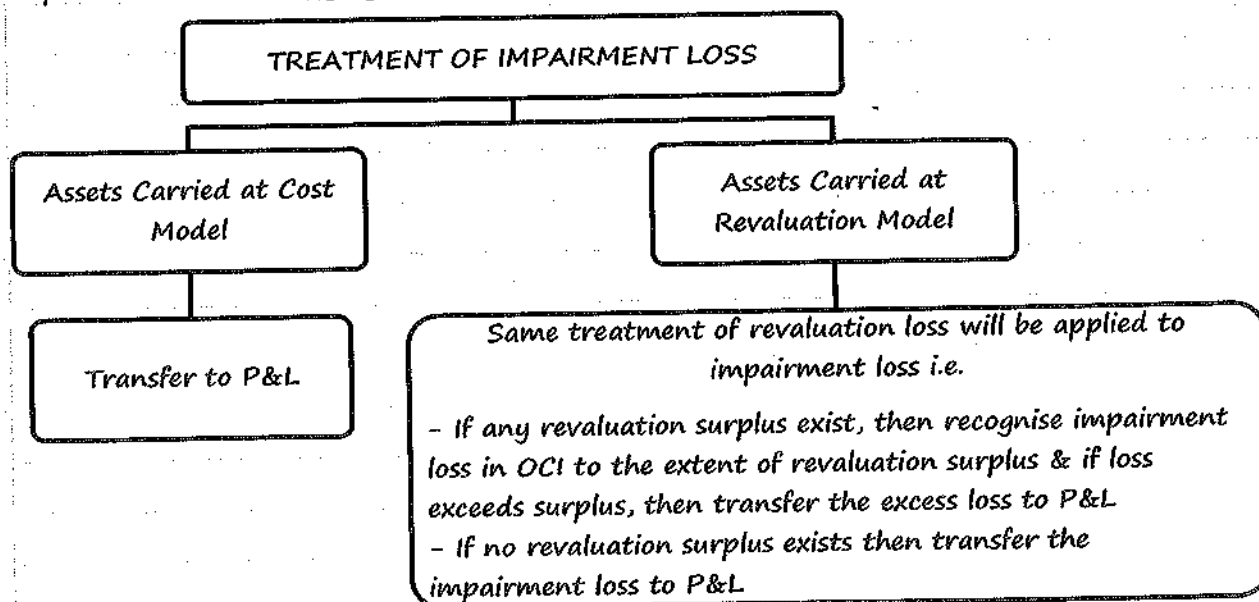 TREATMENT OF IMPAIRMENT LOSS
Assets Carried at Cost
Model
Assets Carried at
Revaluation Model
Transfer to P&L
Same treatment of revaluation loss will be applied to
impairment loss i.e.
- If any revaluation surplus exist, then recognise impairment
loss in OCI to the extent of revaluation surplus & if loss
exceeds surplus, then transfer the excess loss to P&L
- If no revaluation surplus exists then transfer the
impairment loss to P&L